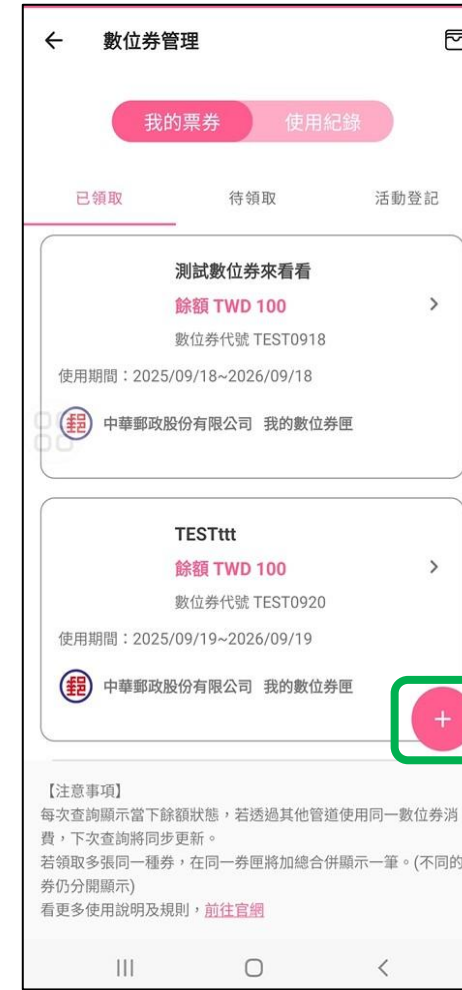 數位券管理
我的票券 使用紀錄
已領取 待領取 活動登記
測試數位券來看看
餘額 TWD 100
數位券代號 TEST0918
使用期間：2025/09/18~2026/09/18
郵 中華郵政股份有限公司 我的數位券匣
TESTttt
餘額 TWD 100
數位券代號 TEST0920
使用期間：2025/09/19~2026/09/19
郵 中華郵政股份有限公司 我的數位券匣
+
【注意事項】
每次查詢顯示當下餘額狀態，若透過其他管道使用同一數位券消
費，下次查詢將同步更新。
若領取多張同一種券，在同一券匣將加總合併顯示一筆。(不同的
券仍分開顯示)
看更多使用說明及規則，前往官網